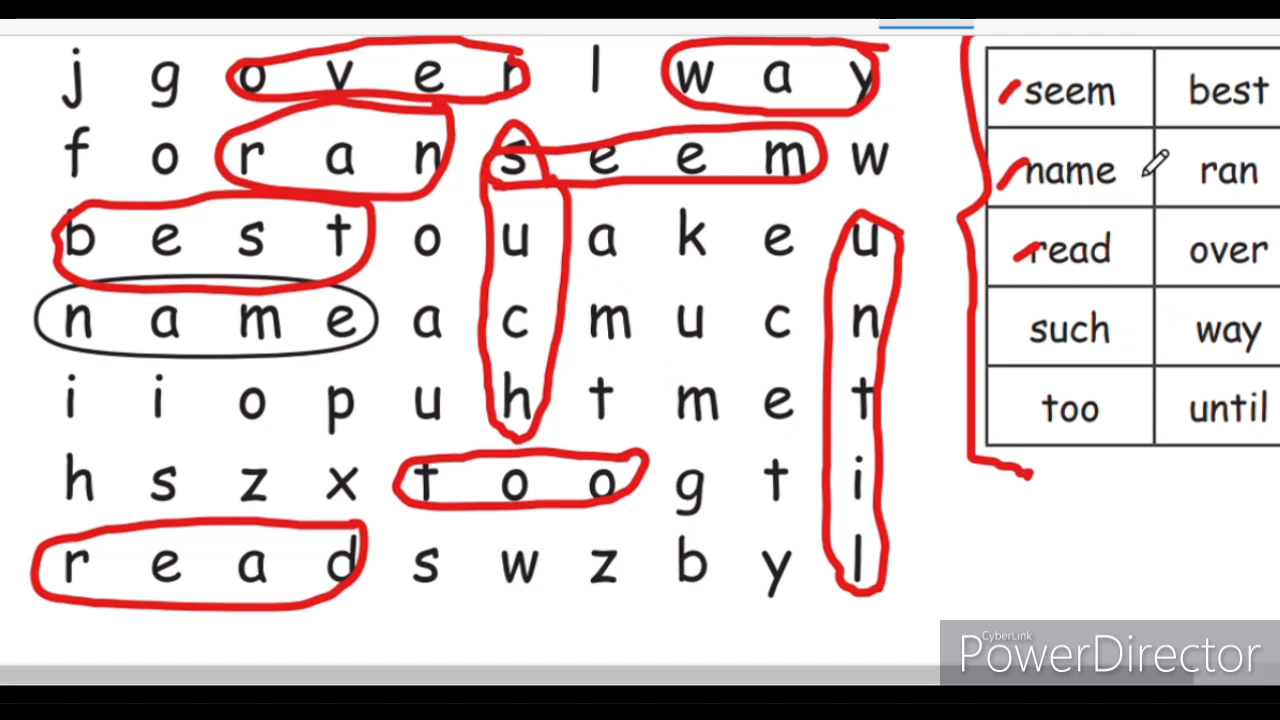 j g o v e r l w a y
f o r a n s e e m w
b e s t o u a k e u
n a m e a c m u c n
i i o p u h t m e t
h s z x t o o g t i
r e a d s w z b y l
seem best
name ran
read over
such way
too until
CyberLink
PowerDirector